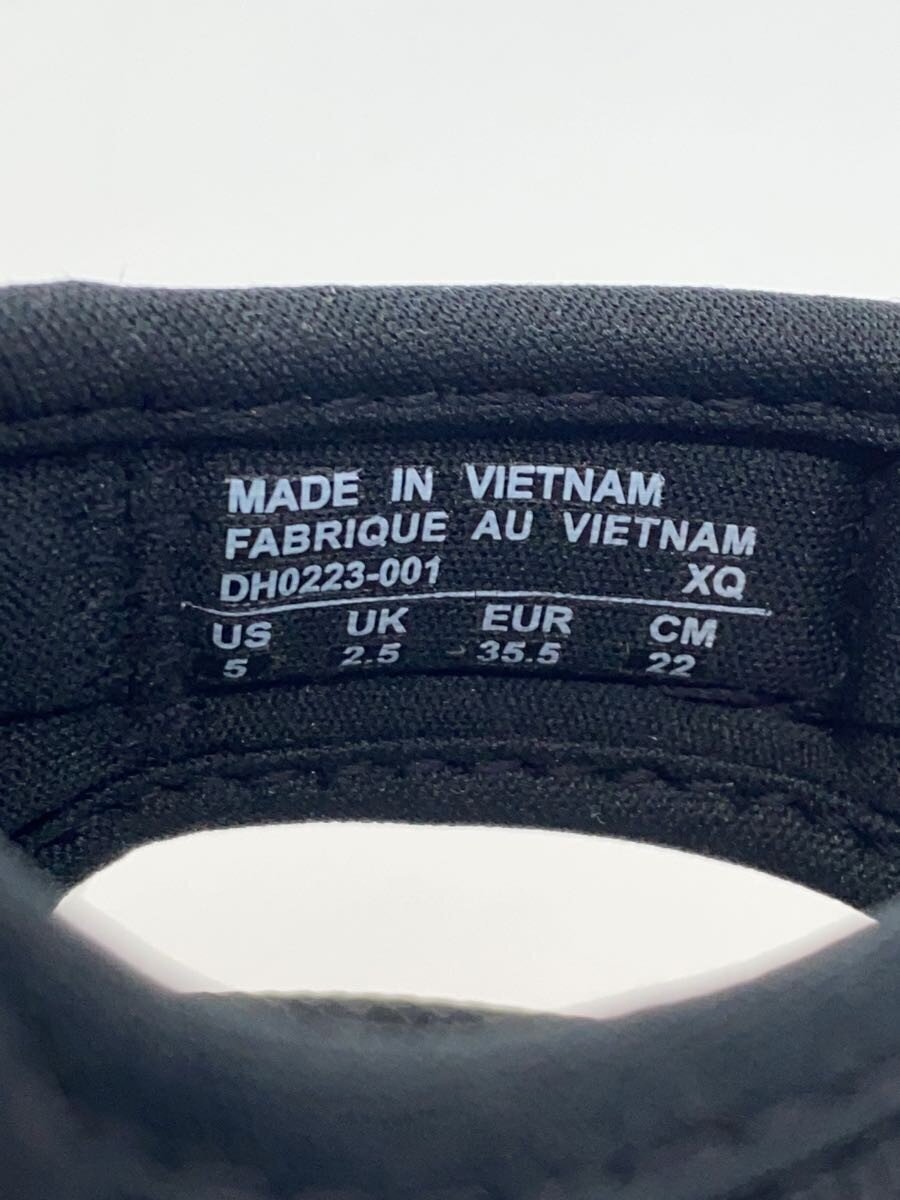 MADE IN VIETNAM
FABRIQUE AU VIETNAM
DH0223-001 XQ
US UK EUR CM
5 2.5 35.5 22